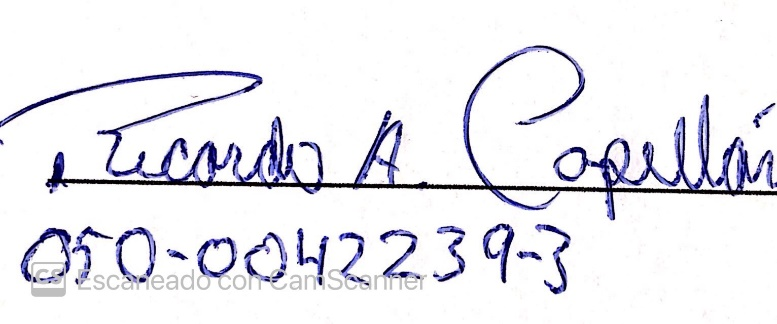 Ricardo A. Capellán
050-0042239-3
Escaneado con CamScanner